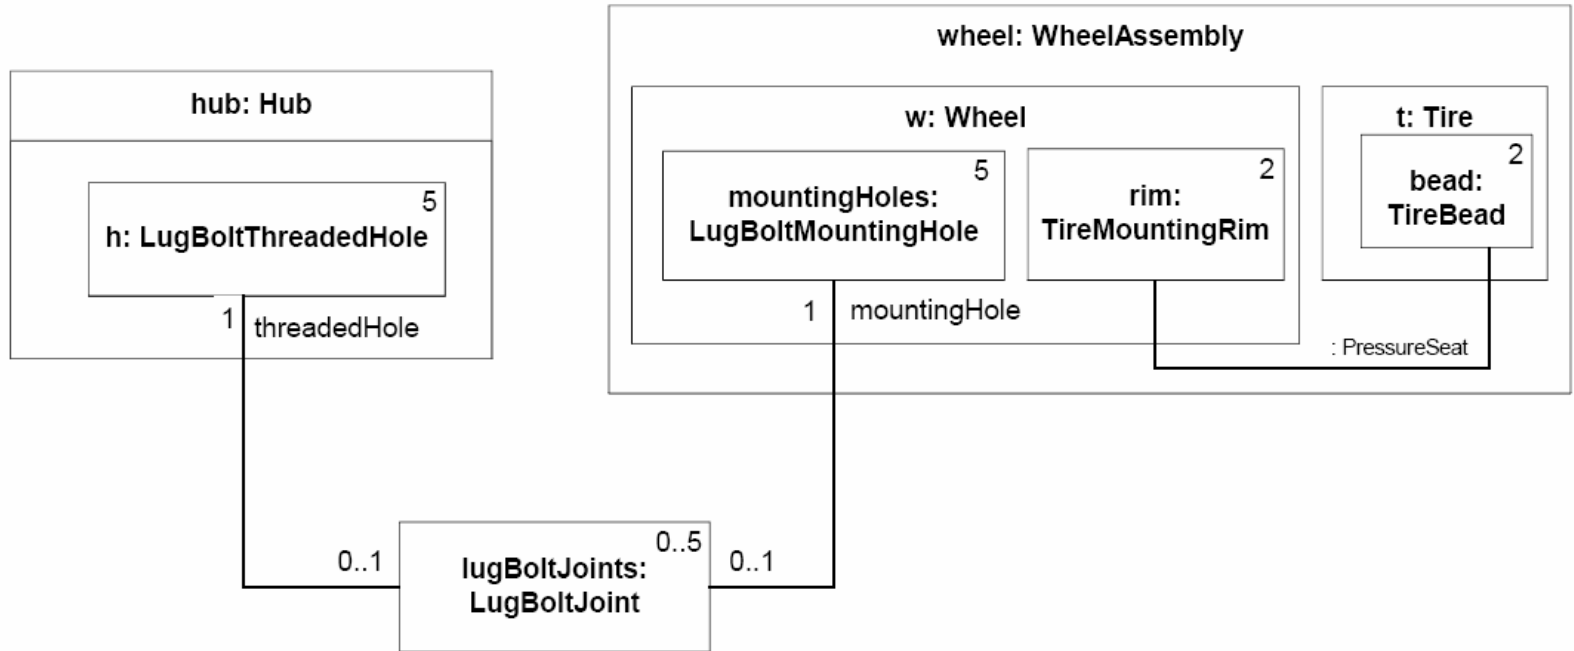 wheel: WheelAssembly
hub: Hub
w: Wheel
t: Tire
5
h: LugBoltThreadedHole
5
mountingHoles:
LugBoltMountingHole
2
rim:
TireMountingRim
2
bead:
TireBead
1
threadedHole
1
mountingHole
: PressureSeat
0..1
0..5
lugBoltJoints:
LugBoltJoint
0..1